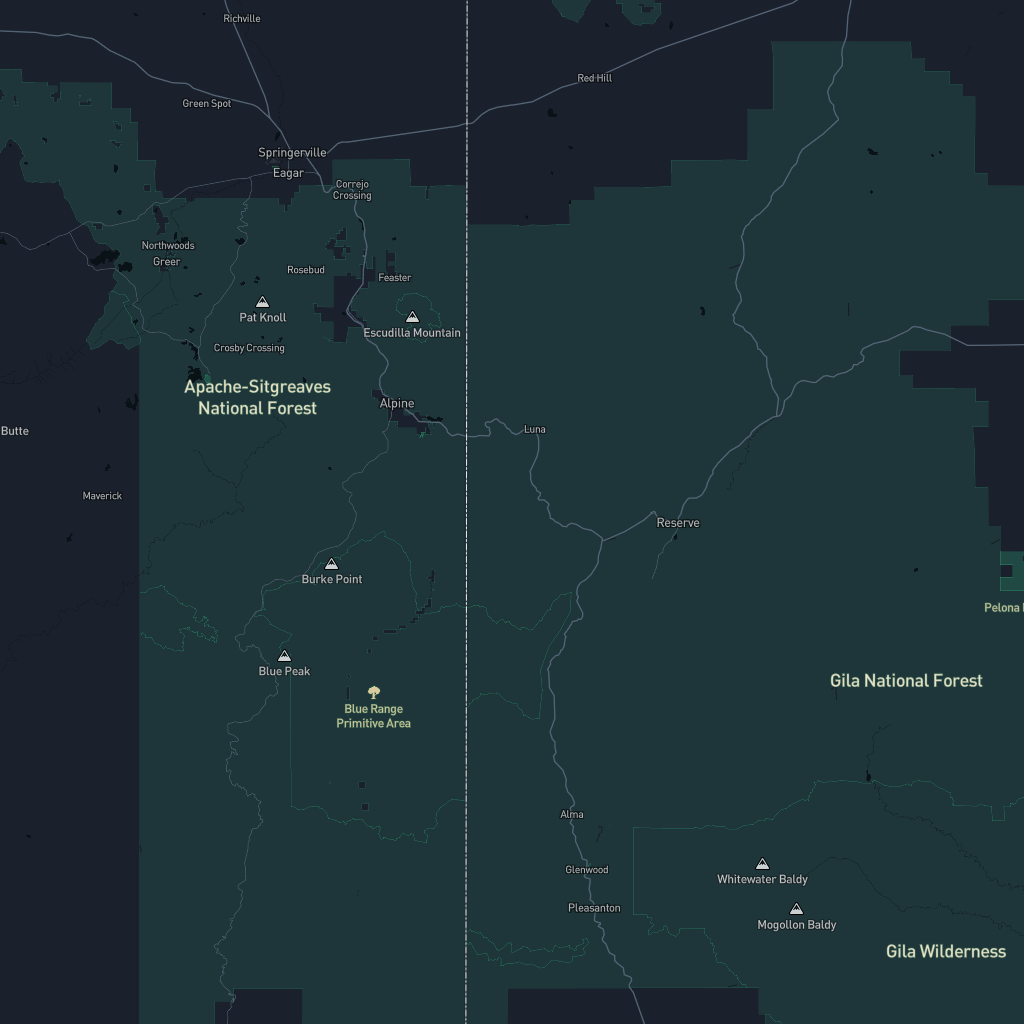 Richville
Red Hill
Green Spot
Springerville
Eagar
Correjo
Crossing
Northwoods
Greer
Rosebud
Feaster
Pat Knoll
Escudilla Mountain
Crosby Crossing
Apache-Sitgreaves
National Forest
Alpine
Luna
Butte
Maverick
Reserve
Burke Point
Pelona
Blue Peak
Gila National Forest
Blue Range
Primitive Area
Alma
Glenwood
Whitewater Baldy
Pleasanton
Mogollon Baldy
Gila Wilderness